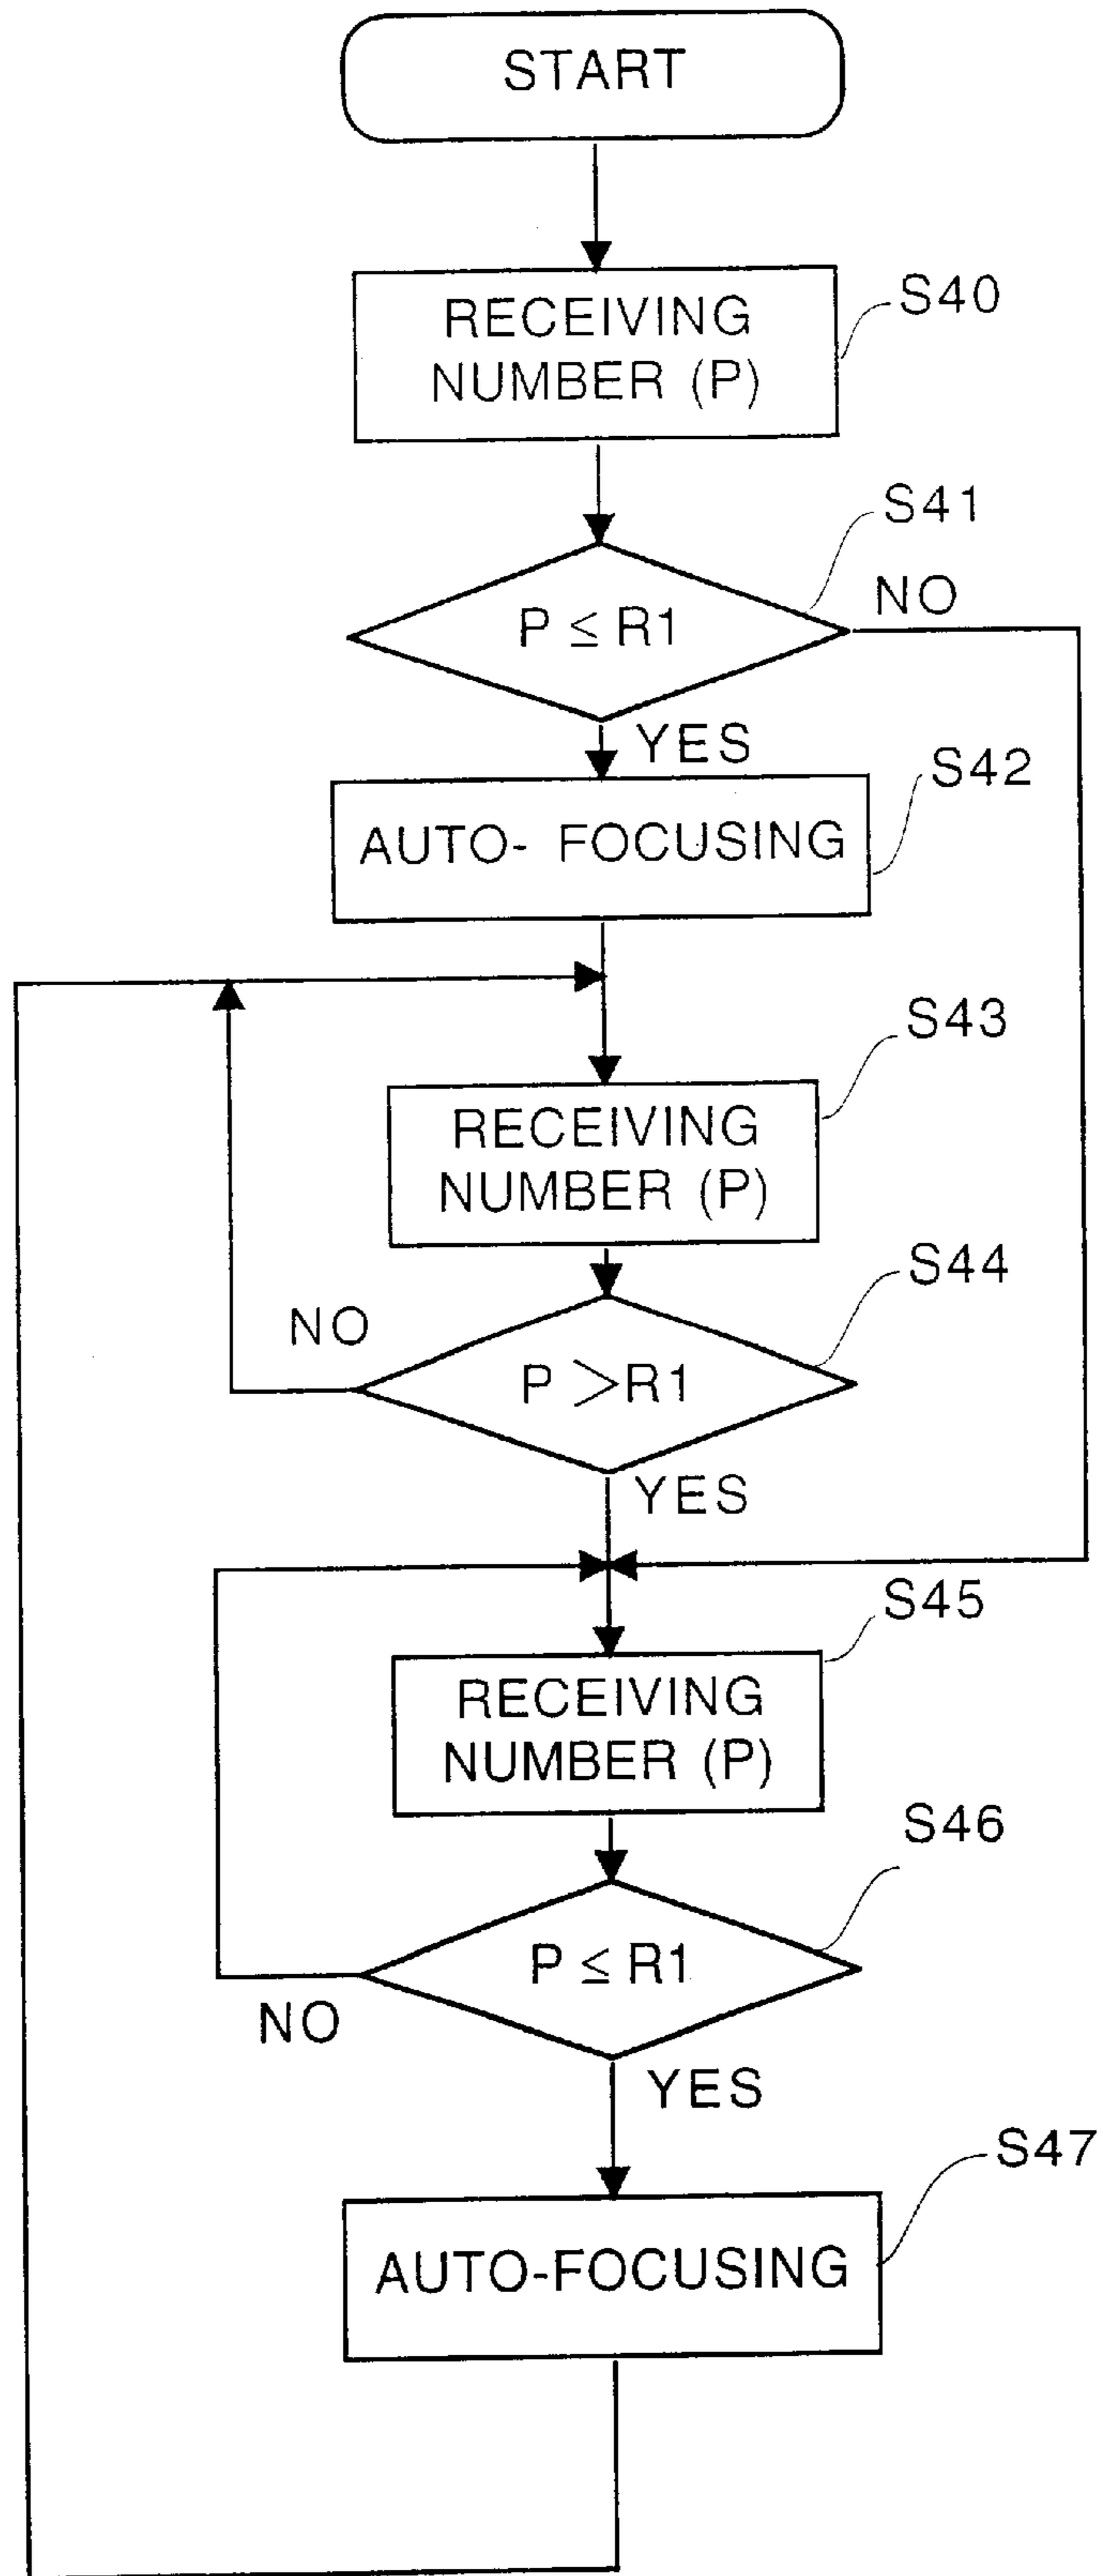 START
RECEIVING
NUMBER (P)
S40
S41
P ≤ R1
NO
YES
S42
AUTO- FOCUSING
S43
RECEIVING
NUMBER (P)
S44
NO
P >R1
YES
S45
RECEIVING
NUMBER (P)
S46
P ≤ R1
NO
YES
S47
AUTO-FOCUSING